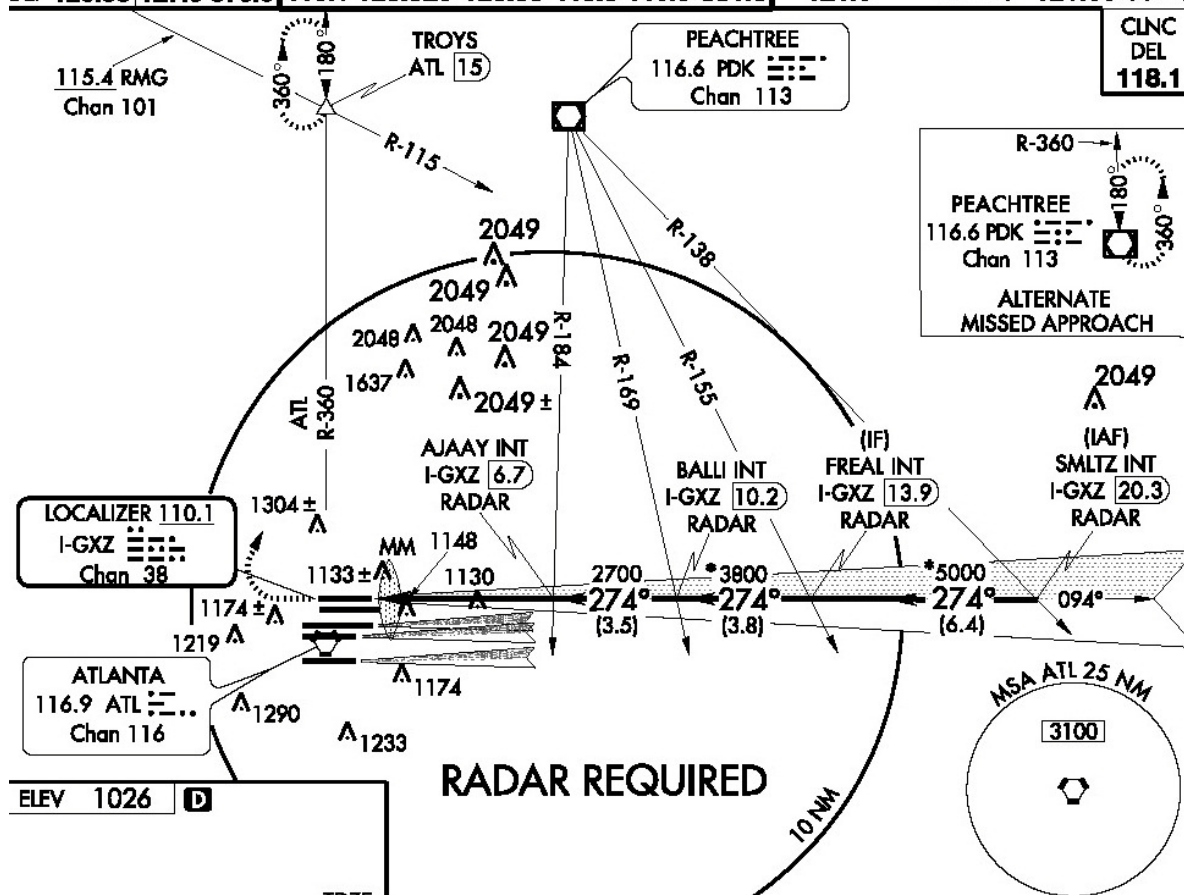 115.4 RMG
Chan 101
360°
180°
TROYS
ATL 15
PEACHTREE
116.6 PDK
Chan 113
CLNC
DEL
118.1
R-115
R-138
R-360
180°
360°
PEACHTREE
116.6 PDK
Chan 113
ALTERNATE
MISSED APPROACH
2049
2049
2048
2048
2049
1637
2049 ±
R-184
R-169
R-155
ATL
R-360
2049
AJAAY INT
I-GXZ 6.7
RADAR
BALLI INT
I-GXZ 10.2
RADAR
(IF)
FREAL INT
I-GXZ 13.9
RADAR
(IAF)
SMLTZ INT
I-GXZ 20.3
RADAR
LOCALIZER 110.1
I-GXZ
Chan 38
1304 ±
MM
1148
1133 ±
1130
1174 ±
1219
2700
274°
(3.5)
*3800
274°
(3.8)
*5000
274°
(6.4)
094°
ATLANTA
116.9 ATL
Chan 116
1174
1290
1233
MSA ATL 25 NM
3100
RADAR REQUIRED
10 NM
ELEV 1026 D